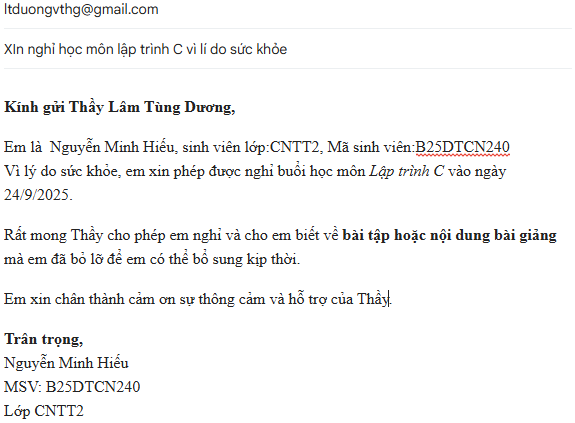 ltduongvthg@gmail.com
XIn nghỉ học môn lập trình C vì lí do sức khỏe
Kính gửi Thầy Lâm Tùng Dương,
Em là  Nguyễn Minh Hiếu, sinh viên lớp:CNTT2, Mã sinh viên:B25DTCN240
Vì lý do sức khỏe, em xin phép được nghỉ buổi học môn Lập trình C vào ngày
24/9/2025.
Rất mong Thầy cho phép em nghỉ và cho em biết về bài tập hoặc nội dung bài giảng
mà em đã bỏ lỡ để em có thể bổ sung kịp thời.
Em xin chân thành cảm ơn sự thông cảm và hỗ trợ của Thầy.
Trân trọng,
Nguyễn Minh Hiếu
MSV: B25DTCN240
Lớp CNTT2